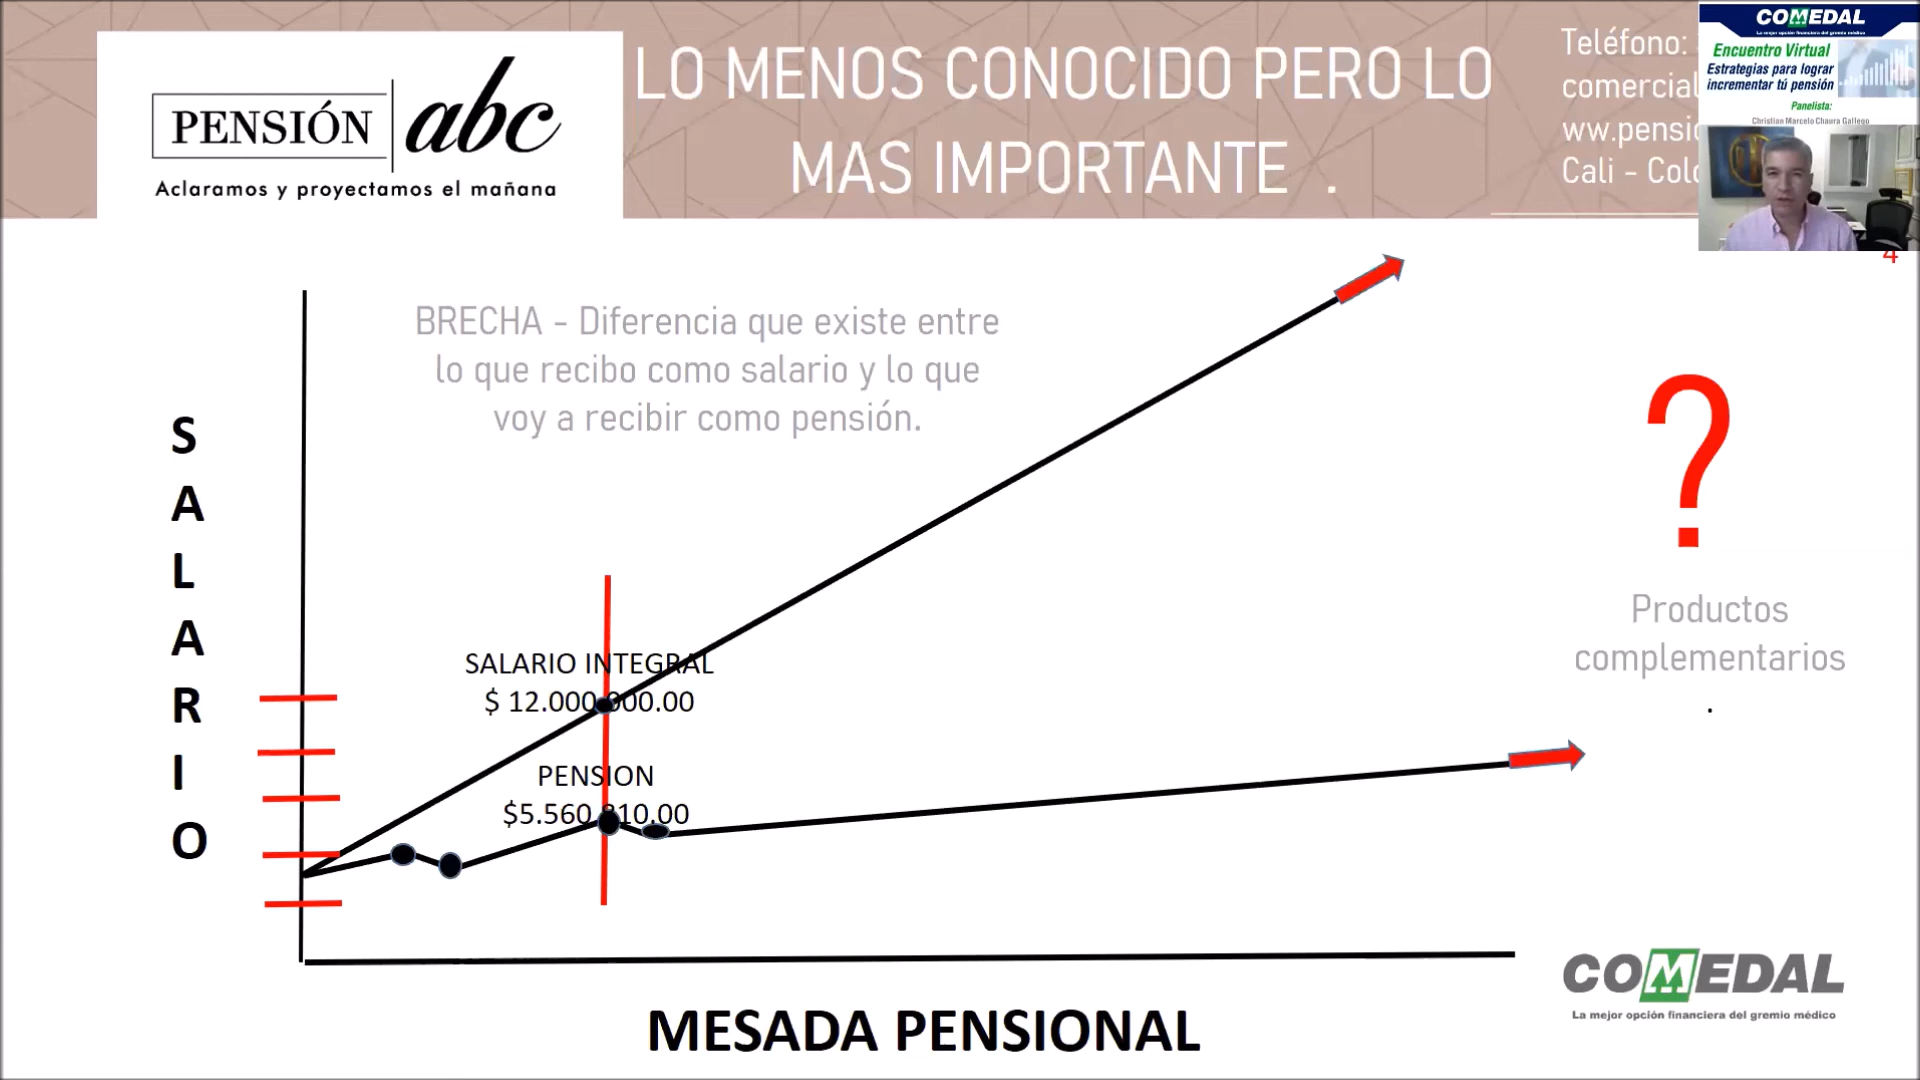 PENSIÓN abc
Aclaramos y proyectamos el mañana
LO MENOS CONOCIDO PERO LO
MAS IMPORTANTE .
Teléfono:
comercial
ww.pensi
Cali - Colo
COMEDAL
La mejor opción financiera del gremio médico
Encuentro Virtual
Estrategias para lograr
incrementar tú pensión
Panelista:
Christian Marcelo Chaura Gallego
4
BRECHA - Diferencia que existe entre
lo que recibo como salario y lo que
voy a recibir como pensión.
S
A
L
A
R
I
O
SALARIO INTEGRAL
$ 12.000.000.00
PENSION
$5.560.810.00
?
Productos
complementarios
.
MESADA PENSIONAL
COMEDAL
La mejor opción financiera del gremio médico